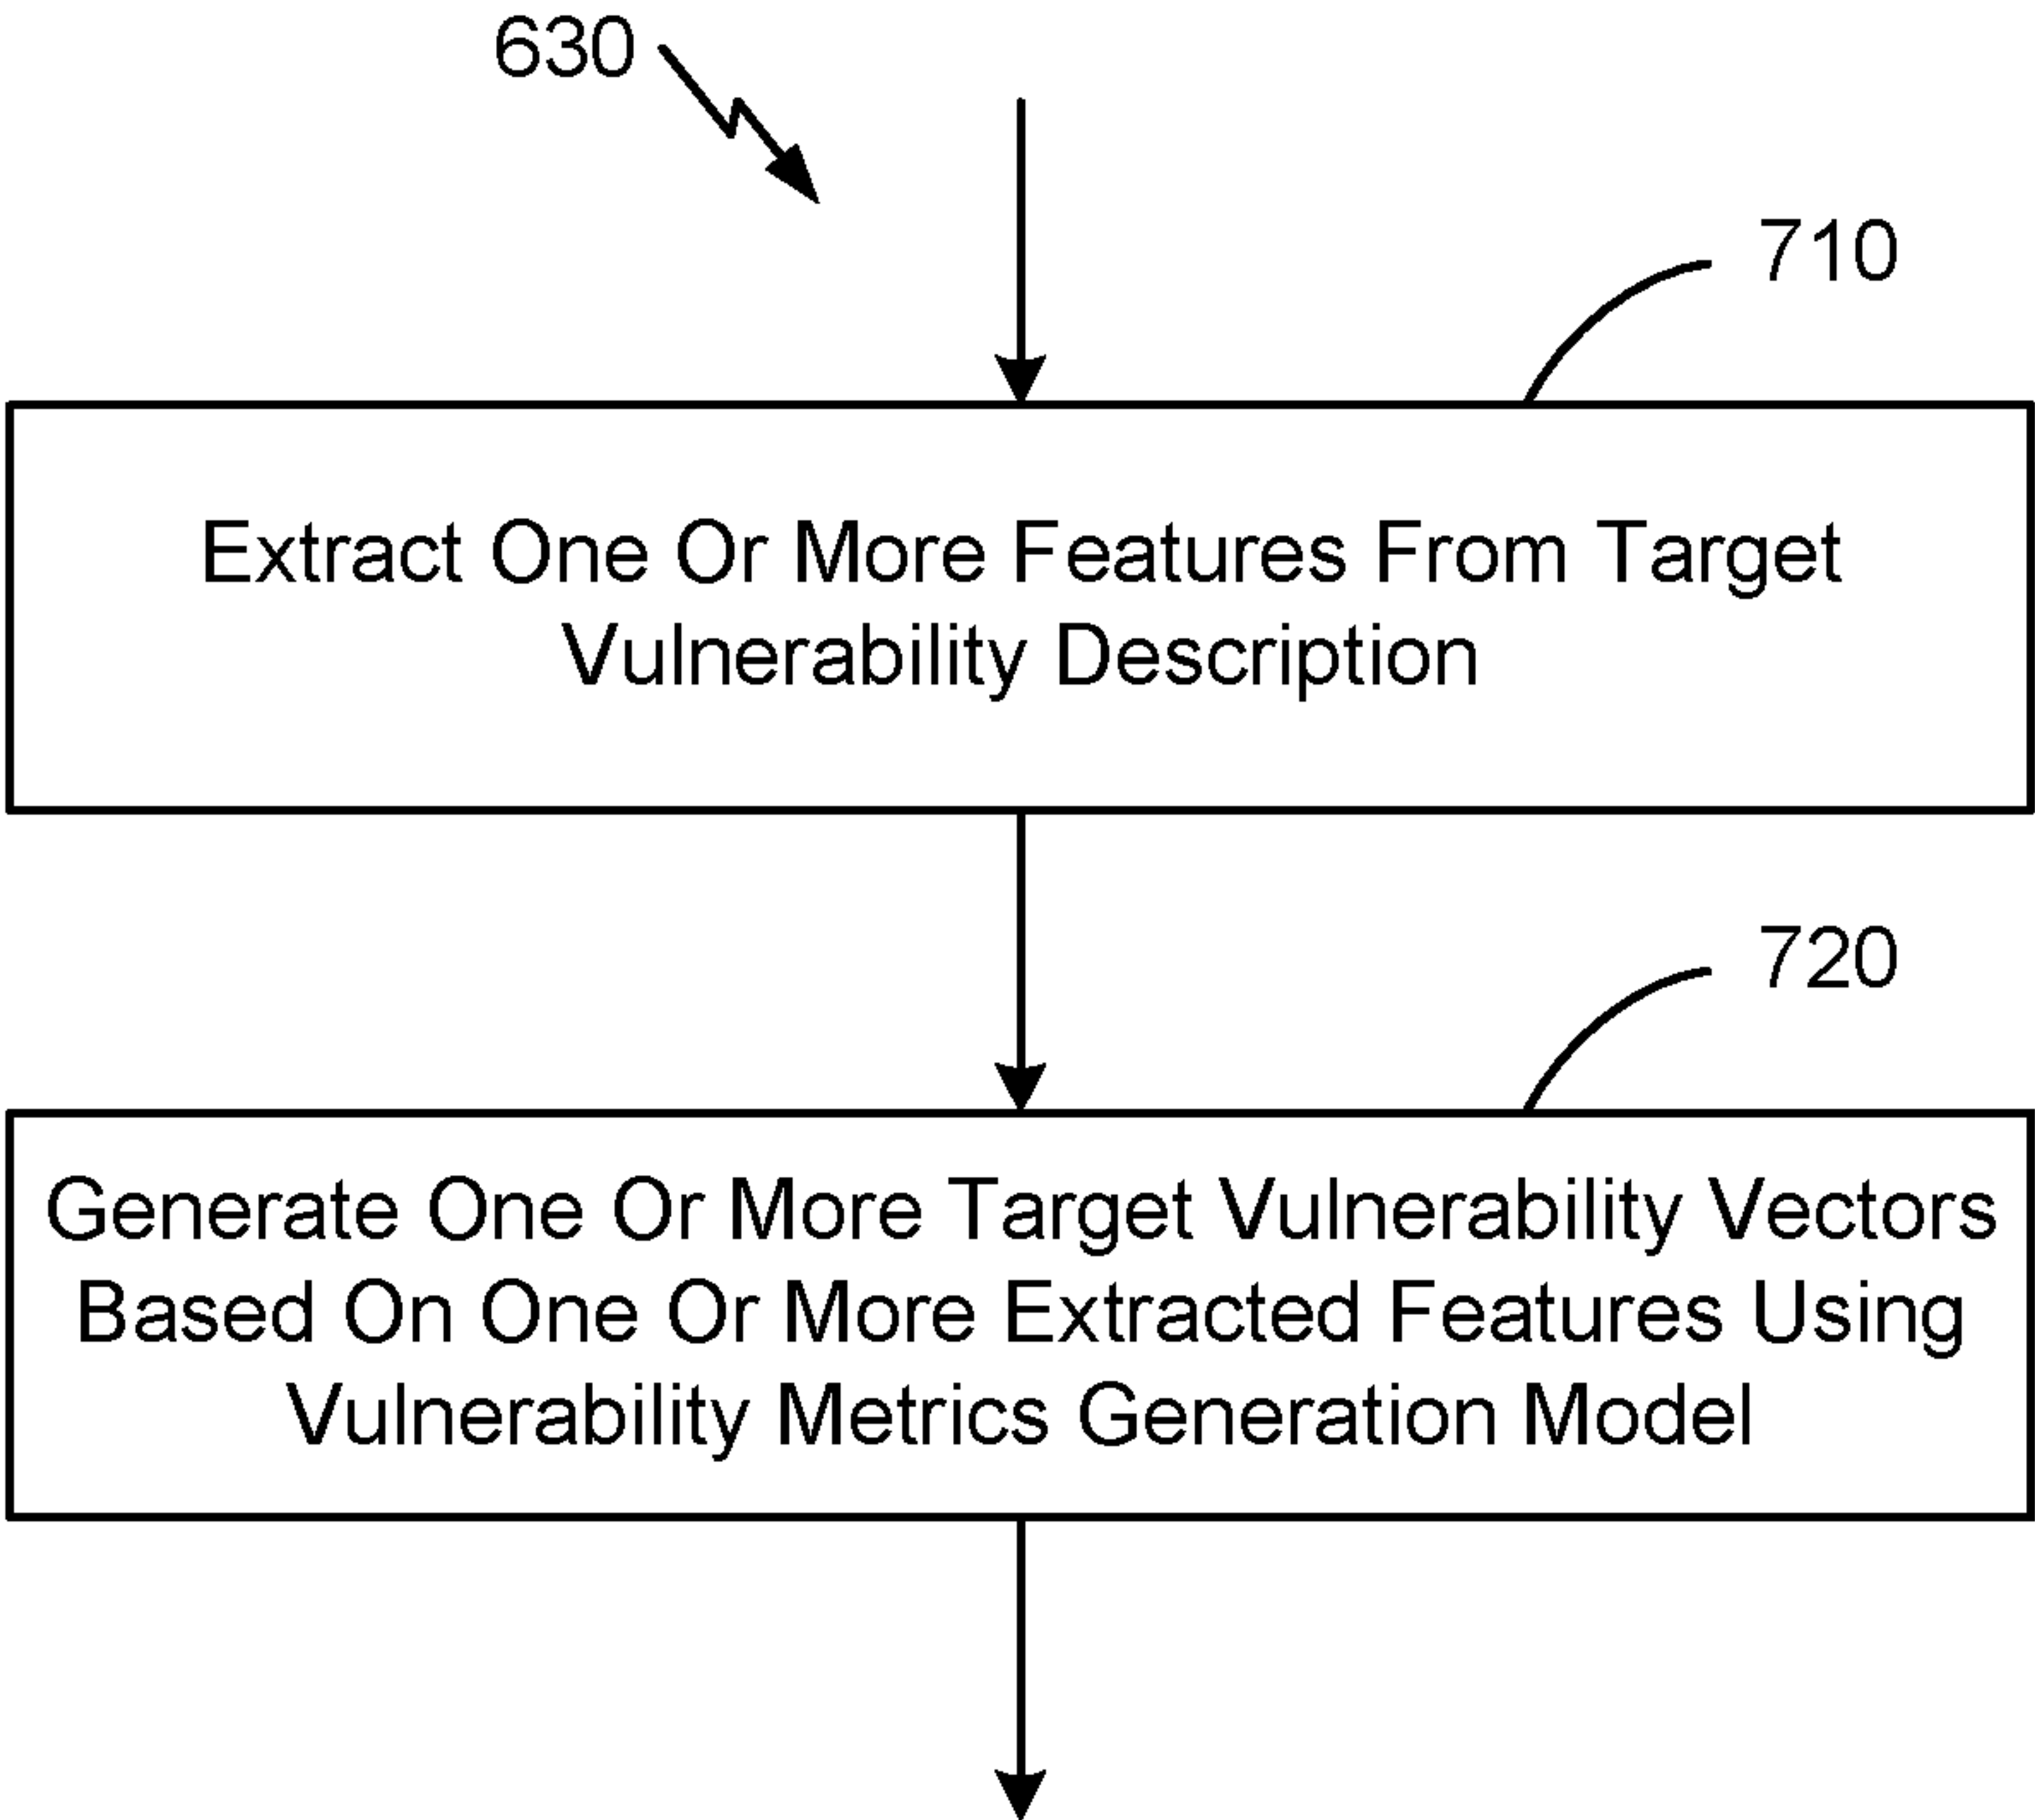 630
710
Extract One Or More Features From Target
Vulnerability Description
720
Generate One Or More Target Vulnerability Vectors
Based On One Or More Extracted Features Using
Vulnerability Metrics Generation Model